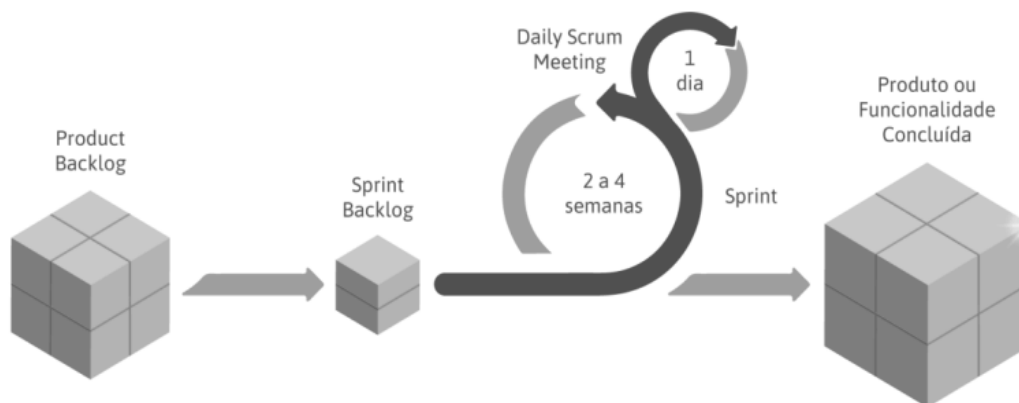 Product
Backlog
Sprint
Backlog
Daily Scrum
Meeting
1
dia
2 a 4
semanas
Sprint
Produto ou
Funcionalidade
Concluída